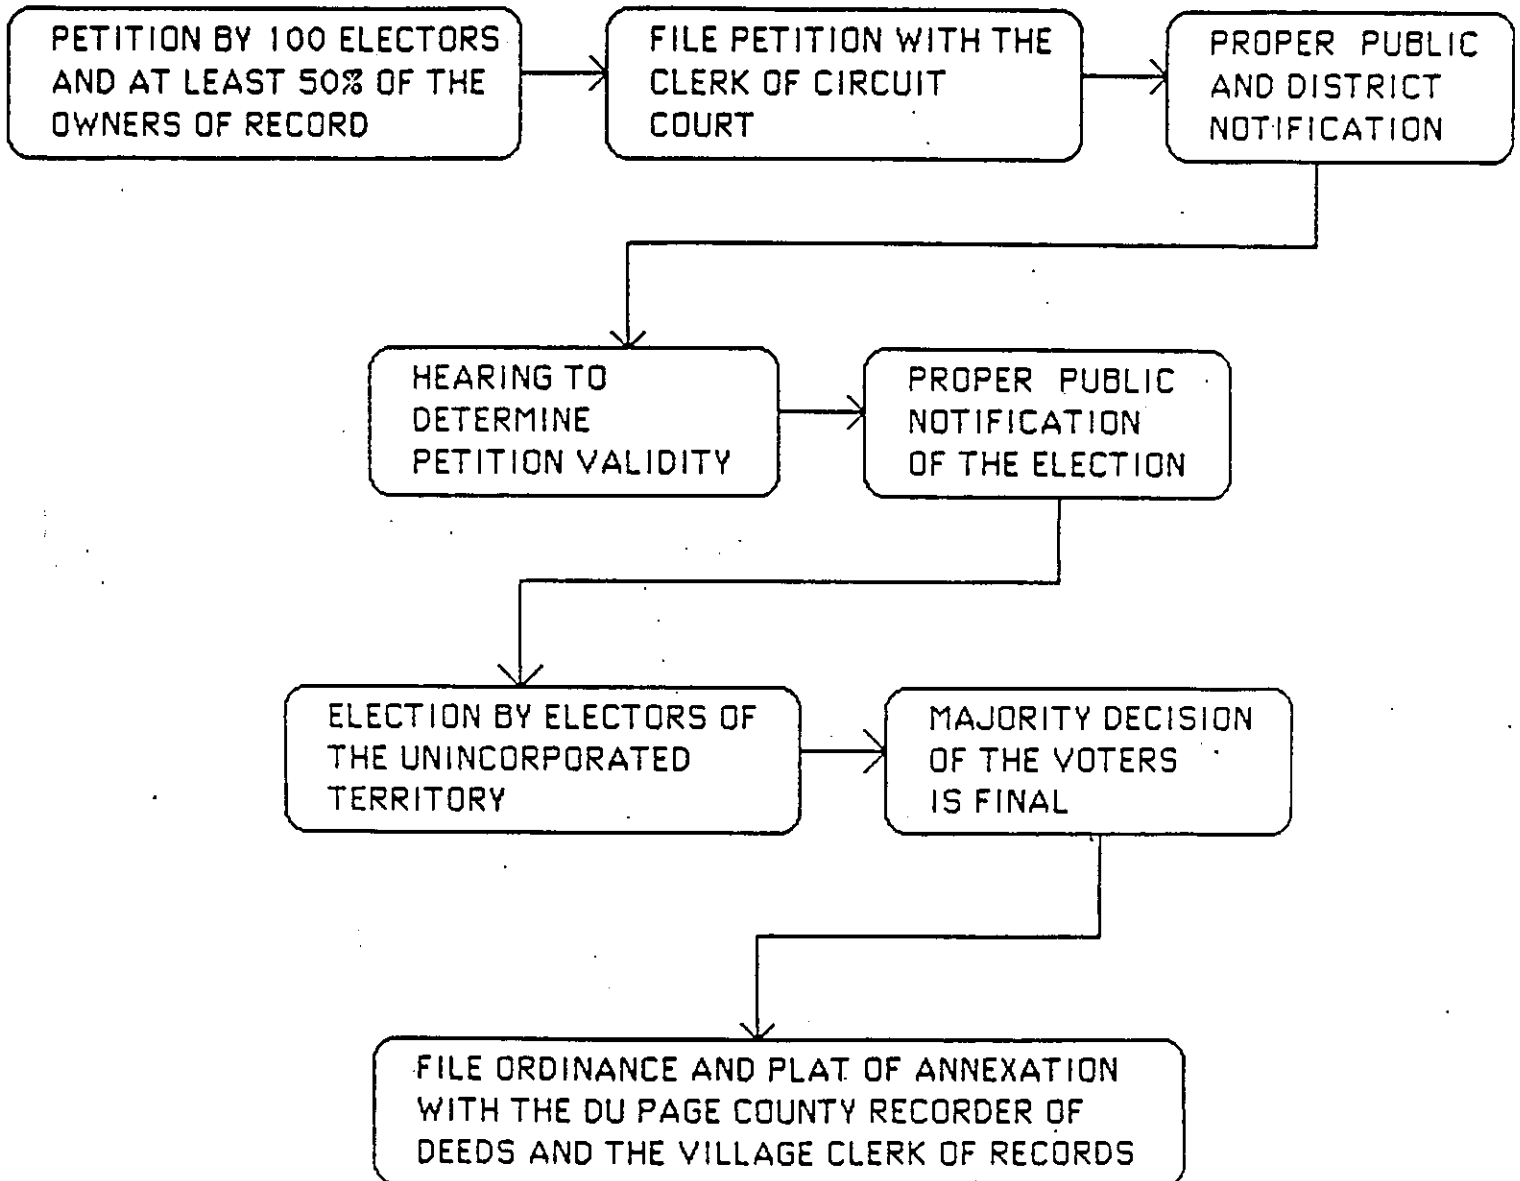 PETITION BY 100 ELECTORS
AND AT LEAST 50% OF THE
OWNERS OF RECORD
FILE PETITION WITH THE
CLERK OF CIRCUIT
COURT
PROPER PUBLIC
AND DISTRICT
NOTIFICATION
HEARING TO
DETERMINE
PETITION VALIDITY
PROPER PUBLIC
NOTIFICATION
OF THE ELECTION
ELECTION BY ELECTORS OF
THE UNINCORPORATED
TERRITORY
MAJORITY DECISION
OF THE VOTERS
IS FINAL
FILE ORDINANCE AND PLAT OF ANNEXATION
WITH THE DU PAGE COUNTY RECORDER OF
DEEDS AND THE VILLAGE CLERK OF RECORDS